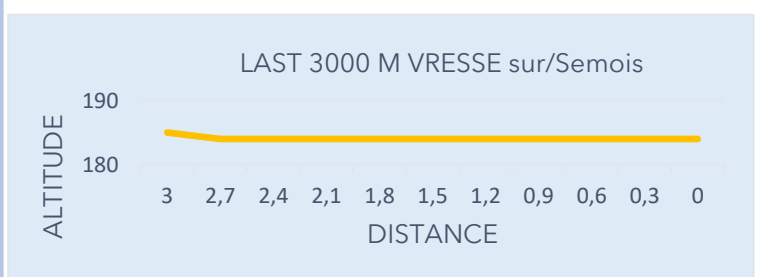 LAST 3000 M VRESSE sur/Semois
ALTITUDE
190
180
3 2,7 2,4 2,1 1,8 1,5 1,2 0,9 0,6 0,3 0
DISTANCE